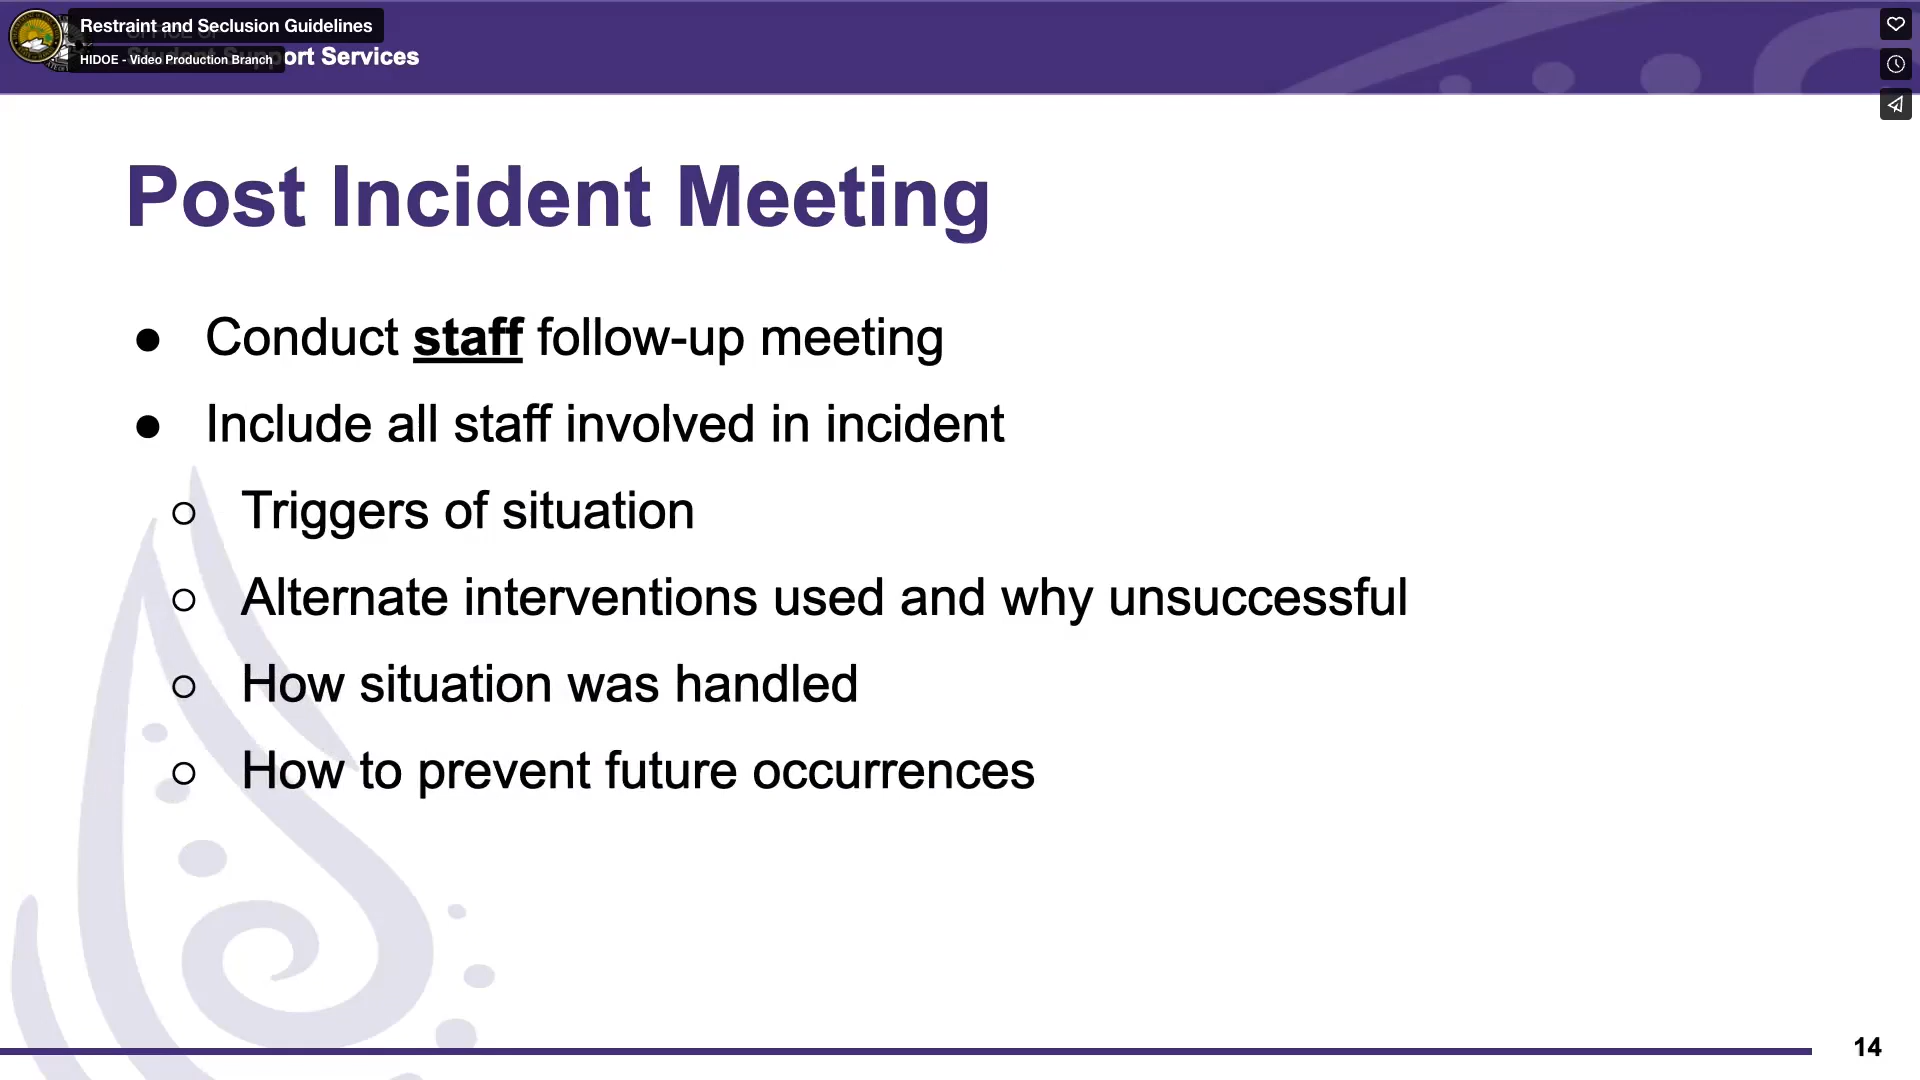 Restraint and Seclusion Guidelines
HIDOE - Video Production Branch
Student Support Services
Post Incident Meeting
● Conduct staff follow-up meeting
● Include all staff involved in incident
○ Triggers of situation
○ Alternate interventions used and why unsuccessful
○ How situation was handled
○ How to prevent future occurrences
14